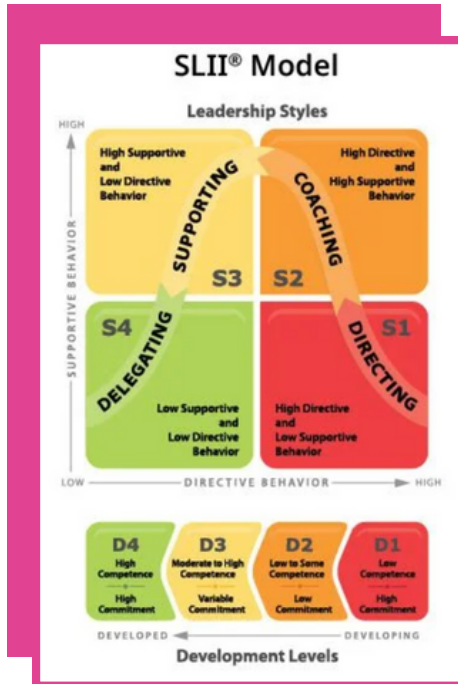 SLII® Model
Leadership Styles
HIGH
SUPPORTIVE BEHAVIOR
High Supportive
and
Low Directive
Behavior
SUPPORTING
S3
High Directive
and
High Supportive
Behavior
COACHING
S2
S4
DELEGATING
Low Supportive
and
Low Directive
Behavior
S1
DIRECTING
High Directive
and
Low Supportive
Behavior
LOW
DIRECTIVE BEHAVIOR
HIGH
D4
High
Competence
High
Commitment
D3
Moderate to High
Competence
Variable
Commitment
D2
Low to Some
Competence
Low
Commitment
D1
Low
Competence
High
Commitment
DEVELOPED
DEVELOPING
Development Levels